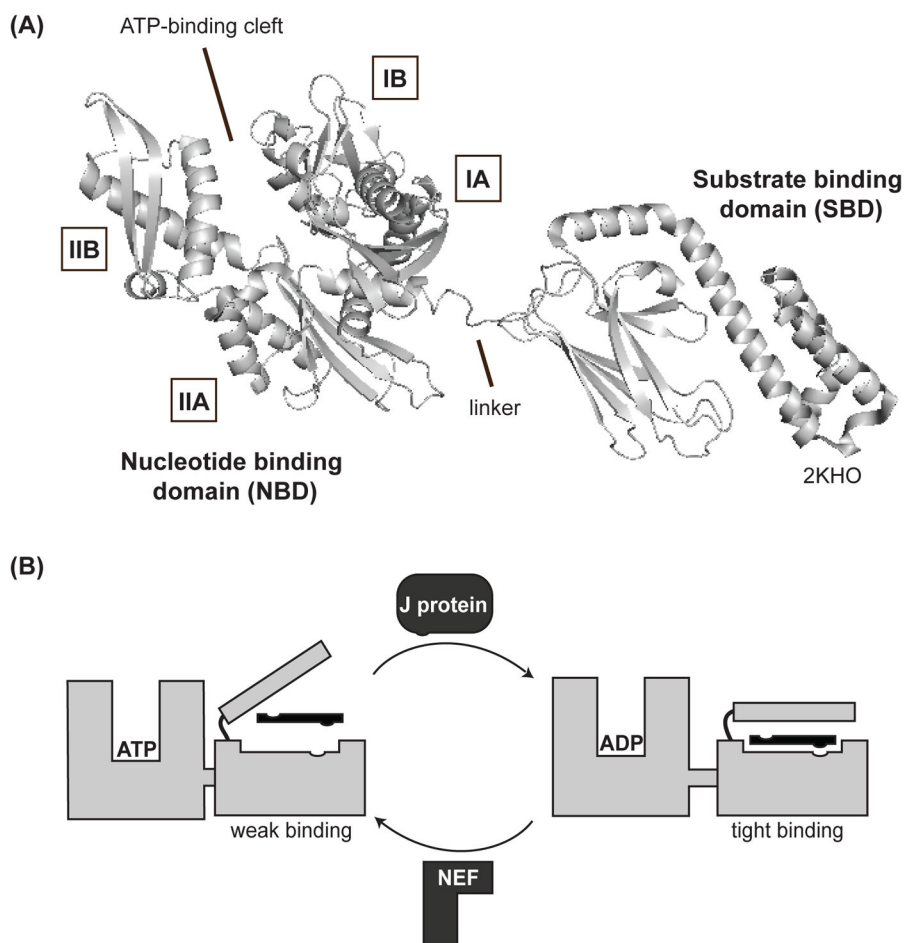 (A)
ATP-binding cleft
IB
IA
Substrate binding
domain (SBD)
IIB
linker
IIA
Nucleotide binding
domain (NBD)
2KHO
(B)
J protein
ATP
ADP
weak binding
tight binding
NEF